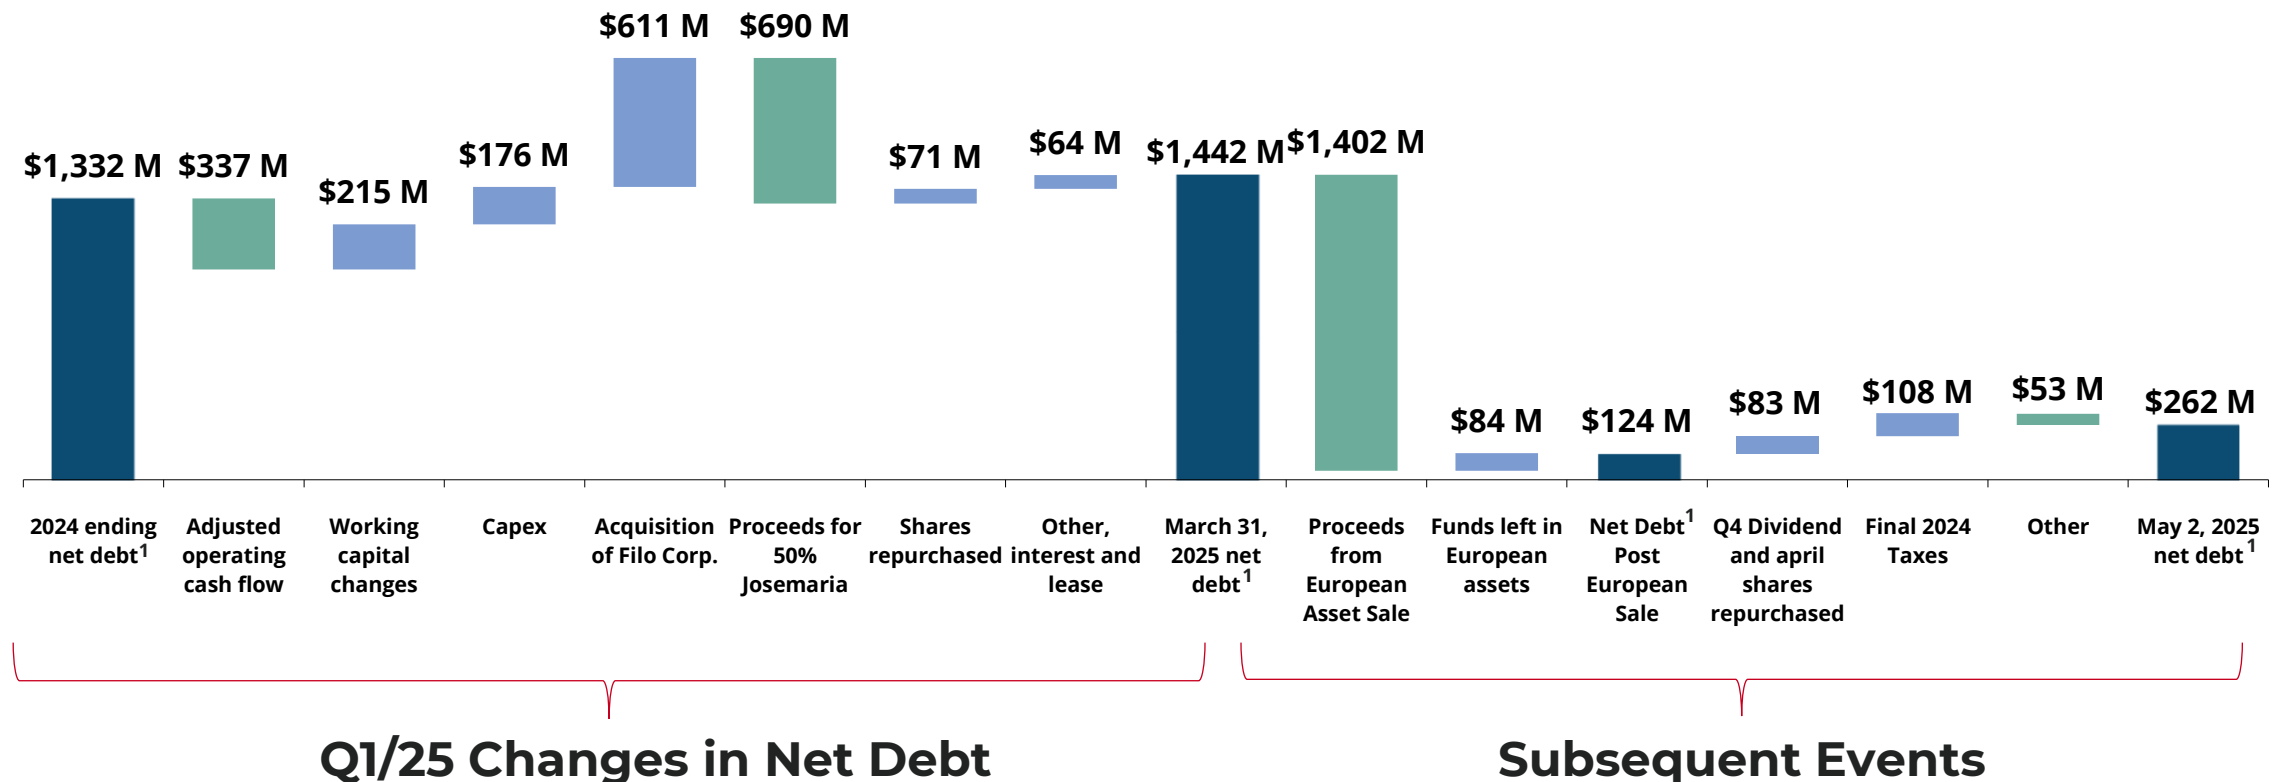 $611 M
$690 M
$1,332 M
$337 M
$215 M
$176 M
$71 M
$64 M
$1,442 M
$1,402 M
$84 M
$124 M
$83 M
$108 M
$53 M
$262 M
2024 ending
net debt1
Adjusted
operating
cash flow
Working
capital
changes
Capex
Acquisition
of Filo Corp.
Proceeds for
50%
Josemaria
Shares
repurchased
Other,
interest and
lease
March 31,
2025 net
debt1
Proceeds
from
European
Asset Sale
Funds left in
European
assets
Net Debt1
Post
European
Sale
Q4 Dividend
and april
shares
repurchased
Final 2024
Taxes
Other
May 2, 2025
net debt1
Q1/25 Changes in Net Debt
Subsequent Events